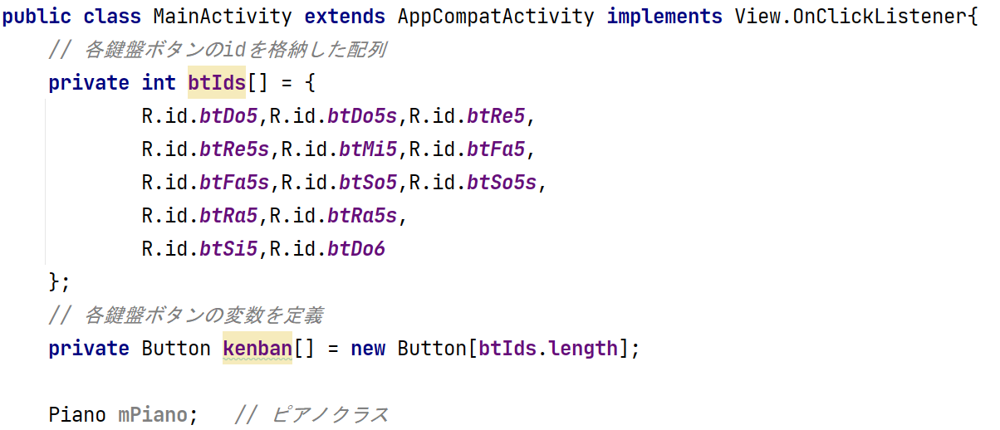 public class MainActivity extends AppCompatActivity implements View.OnClickListener{
// 各鍵盤ボタンのidを格納した配列
private int btIds[] = {
R.id.btDo5,R.id.btDo5s,R.id.btRe5,
R.id.btRe5s,R.id.btMi5,R.id.btFa5,
R.id.btFa5s,R.id.btSo5,R.id.btSo5s,
R.id.btRa5,R.id.btRa5s,
R.id.btSi5,R.id.btDo6
};
// 各鍵盤ボタンの変数を定義
private Button kenban[] = new Button[btIds.length];
Piano mPiano;   // ピアノクラス